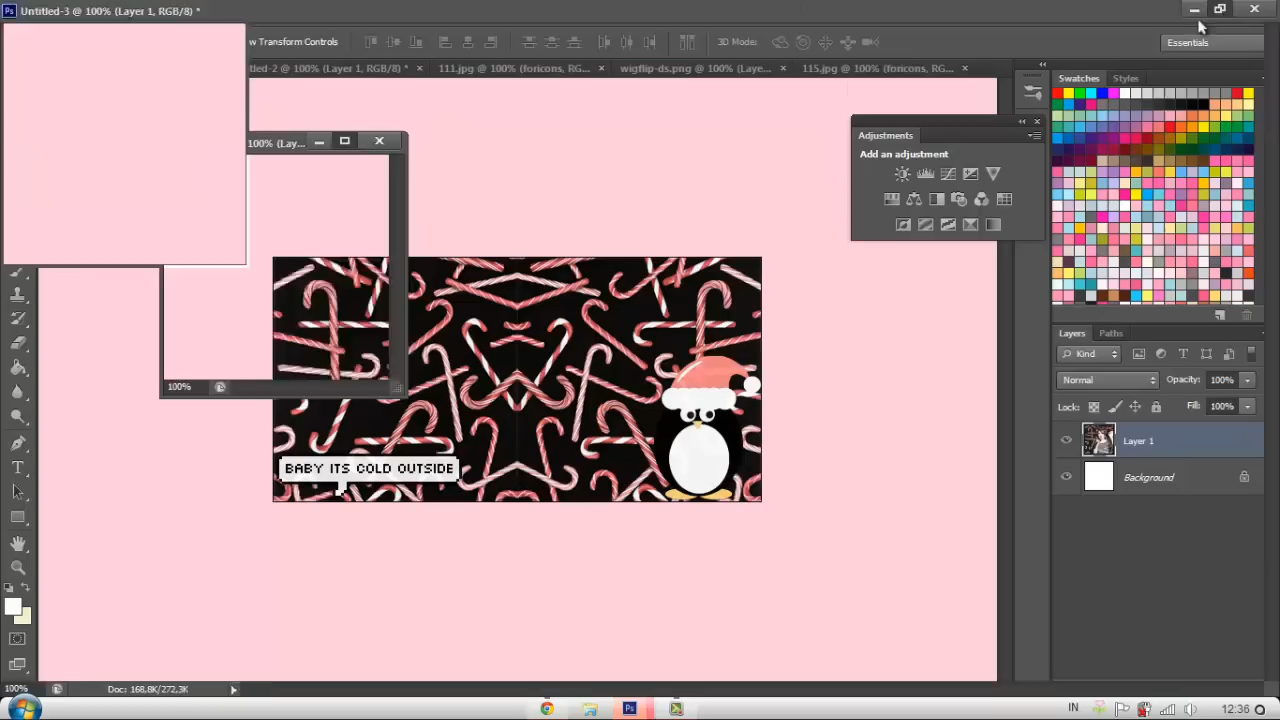 Ps Untitled-3 @ 100% (Layer 1, RGB/8) *
w Transform Controls
3D Mode:
Essentials
tled-2 @ 100% (Layer 1, RGB/8) * ×
111.jpg @ 100% (foricons, RG... ×
wigflip-ds.png @ 100% (Laye... ×
115.jpg @ 100% (foricons, RG... ×
Swatches
Styles
Adjustments
Add an adjustment
100% (Lay...
100%
BABY ITS COLD OUTSIDE
Layers
Paths
Kind
Normal
Opacity: 100%
Lock:
Fill: 100%
Layer 1
Background
100%
Doc: 168,8K/272,3K
Ps
IN
12:36